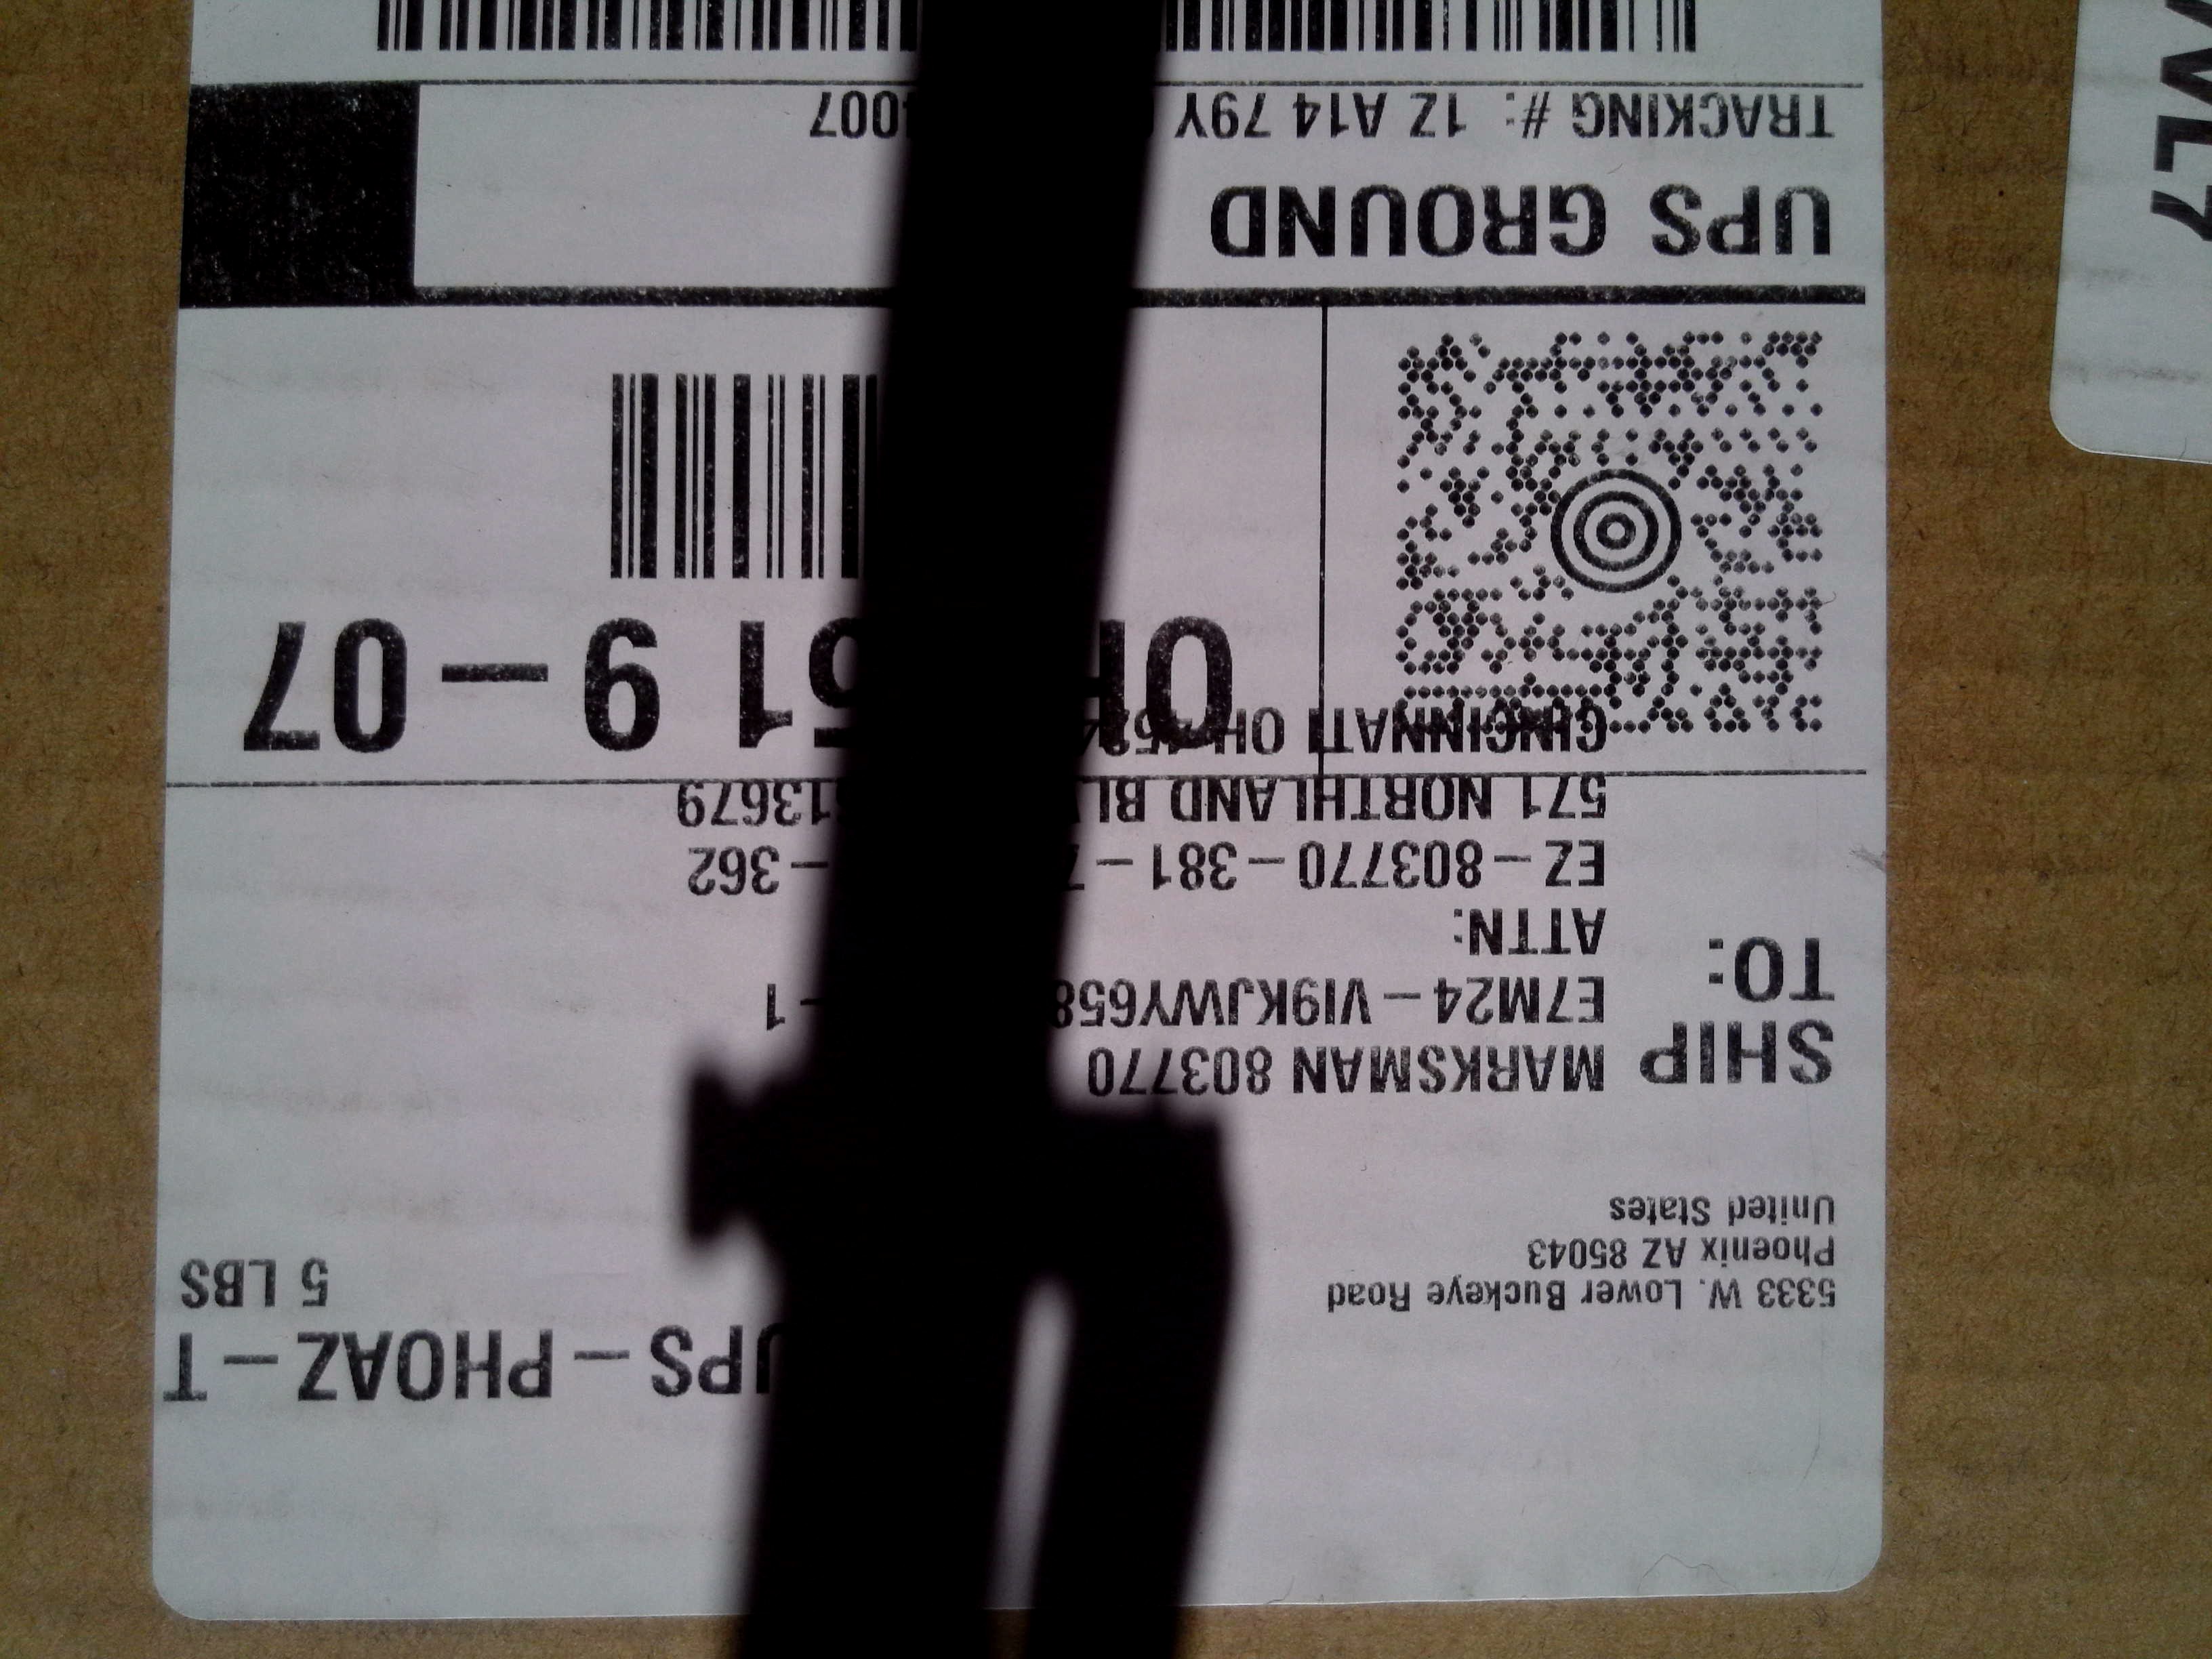 UPS – PHOAZ – T
5 LBS
5333 W. Lower Buckeye Road
Phoenix AZ 85043
United States
SHIP
TO:
MARKSMAN 803770
E7M24 – VI9KJWY658 – 1
ATTN:
EZ – 803770 – 381 – – 362
571 NORTHLAND 13679
CINCINNATI OH
OH 9 – 07
UPS GROUND
TRACKING #: 1Z A14 79Y 007
WL7